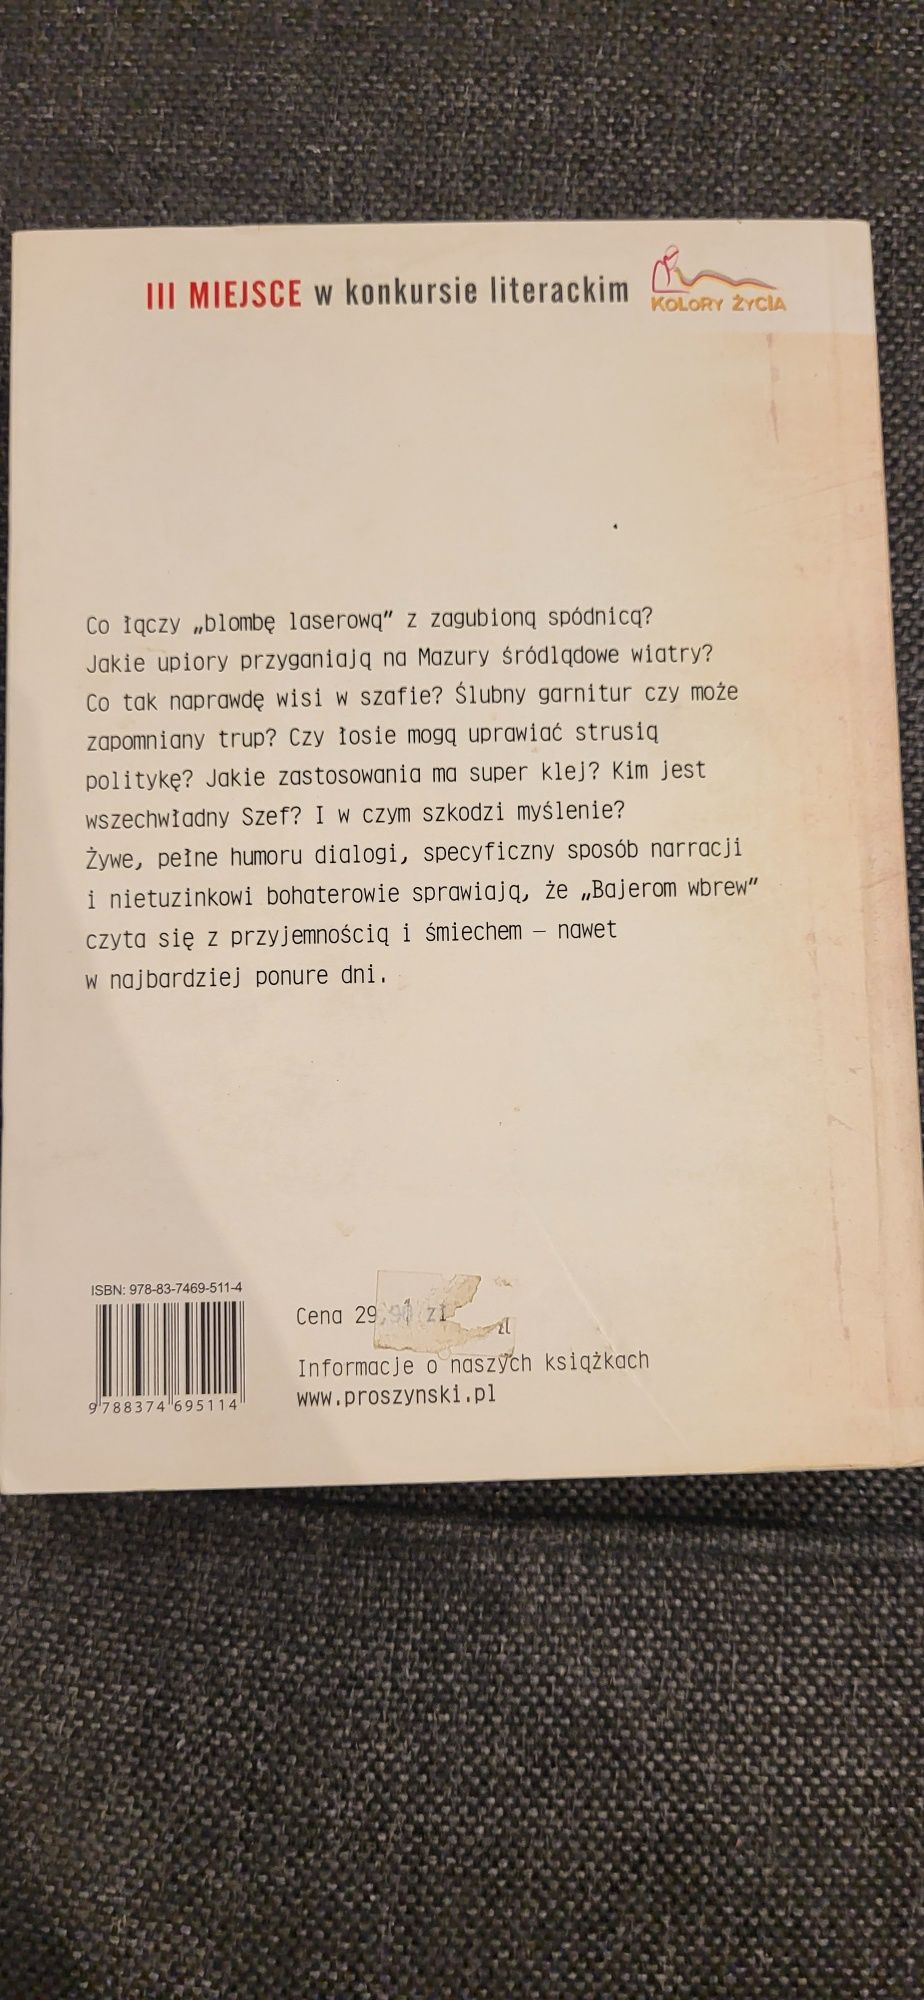 III MIEJSCE w konkursie literackim
KOLORY ŻYCIA
Co łączy „blombę laserową” z zagubioną spódnicą?
Jakie upiory przyganiają na Mazury śródlądowe wiatry?
Co tak naprawdę wisi w szafie? Ślubny garnitur czy może
zapomniany trup? Czy łosie mogą uprawiać strusią
politykę? Jakie zastosowania ma super klej? Kim jest
wszechwładny Szef? I w czym szkodzi myślenie?
Żywe, pełne humoru dialogi, specyficzny sposób narracji
i nietuzinkowi bohaterowie sprawiają, że „Bajerom wbrew”
czyta się z przyjemnością i śmiechem – nawet
w najbardziej ponure dni.
ISBN: 978-83-7469-511-4
9 788374 695114
Cena 29,90 zł
zł
Informacje o naszych książkach
www.proszynski.pl